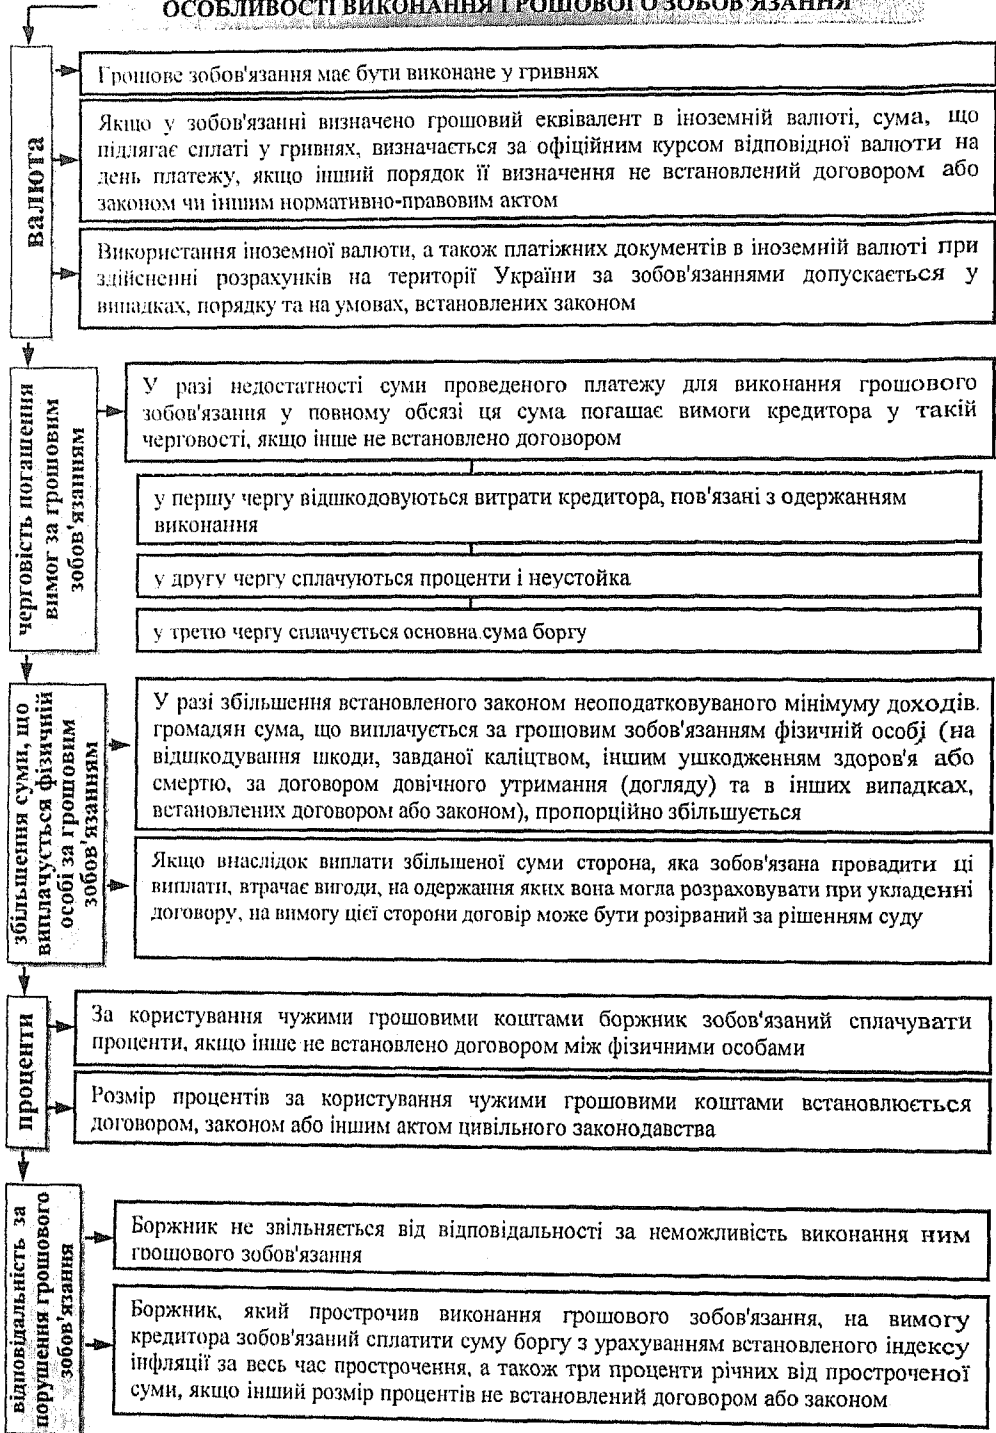 ОСОБЛИВОСТІ ВИКОНАННЯ ГРОШОВОГО ЗОБОВ'ЯЗАННЯ
валюта
Грошове зобов'язання має бути виконане у гривнях
Якщо у зобов'язанні визначено грошовий еквівалент в іноземній валюті, сума, що
підлягає сплаті у гривнях, визначається за офіційним курсом відповідної валюти на
день платежу, якщо інший порядок її визначення не встановлений договором або
законом чи іншим нормативно-правовим актом
Використання іноземної валюти, а також платіжних документів в іноземній валюті при
здійсненні розрахунків на території України за зобов'язаннями допускається у
випадках, порядку та на умовах, встановлених законом
черговість погашення
вимог за грошовим
зобов'язанням
У разі недостатності суми проведеного платежу для виконання грошового
зобов'язання у повному обсязі ця сума погашає вимоги кредитора у такій
черговості, якщо інше не встановлено договором
у першу чергу відшкодовуються витрати кредитора, пов'язані з одержанням
виконання
у другу чергу сплачуються проценти і неустойка
у третю чергу сплачується основна сума боргу
збільшення суми, що
виплачується фізичній
особі за грошовим
зобов'язанням
У разі збільшення встановленого законом неоподатковуваного мінімуму доходів.
громадян сума, що виплачується за грошовим зобов'язанням фізичній особі (на
відшкодування шкоди, завданої каліцтвом, іншим ушкодженням здоров'я або
смертю, за договором довічного утримання (догляду) та в інших випадках,
встановлених договором або законом), пропорційно збільшується
Якщо внаслідок виплати збільшеної суми сторона, яка зобов'язана провадити ці
виплати, втрачає вигоди, на одержання яких вона могла розраховувати при укладенні
договору, на вимогу цієї сторони договір може бути розірваний за рішенням суду
проценти
За користування чужими грошовими коштами боржник зобов'язаний сплачувати
проценти, якщо інше не встановлено договором між фізичними особами
Розмір процентів за користування чужими грошовими коштами встановлюється
договором, законом або іншим актом цивільного законодавства
відповідальність за
порушення грошового
зобов'язання
Боржник не звільняється від відповідальності за неможливість виконання ним
грошового зобов'язання
Боржник, який прострочив виконання грошового зобов'язання, на вимогу
кредитора зобов'язаний сплатити суму боргу з урахуванням встановленого індексу
інфляції за весь час прострочення, а також три проценти річних від простроченої
суми, якщо інший розмір процентів не встановлений договором або законом